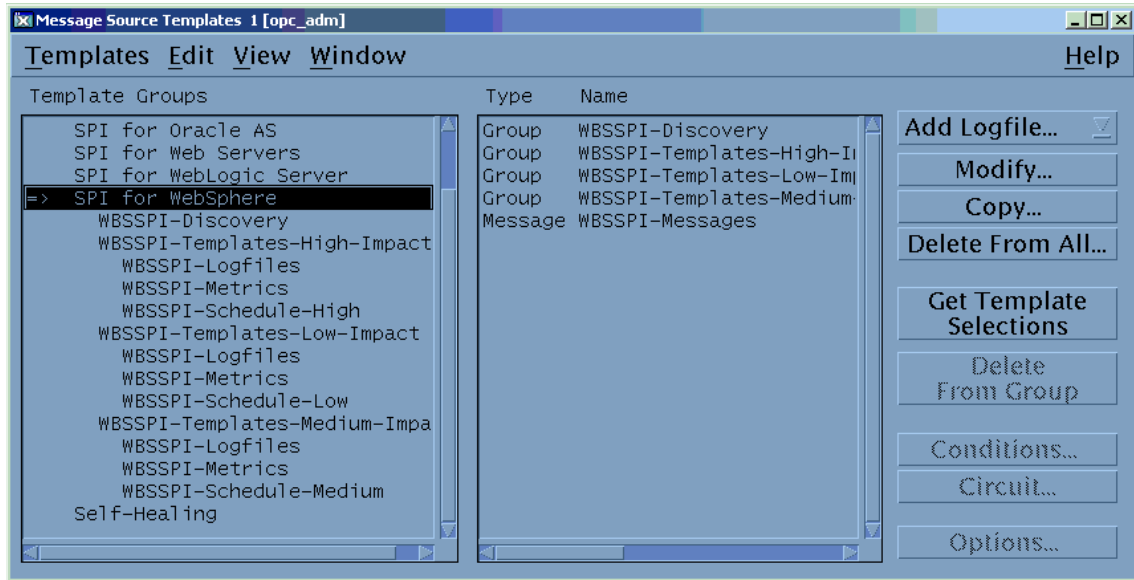 Message Source Templates 1 [opc_adm]
Templates Edit View Window Help
Template Groups
SPI for Oracle AS
SPI for Web Servers
SPI for WebLogic Server
=> SPI for WebSphere
WBSSPI-Discovery
WBSSPI-Templates-High-Impact
WBSSPI-Logfiles
WBSSPI-Metrics
WBSSPI-Schedule-High
WBSSPI-Templates-Low-Impact
WBSSPI-Logfiles
WBSSPI-Metrics
WBSSPI-Schedule-Low
WBSSPI-Templates-Medium-Impa
WBSSPI-Logfiles
WBSSPI-Metrics
WBSSPI-Schedule-Medium
Self-Healing
Type Name
Group WBSSPI-Discovery
Group WBSSPI-Templates-High-I
Group WBSSPI-Templates-Low-Im
Group WBSSPI-Templates-Medium-
Message WBSSPI-Messages
Add Logfile...
Modify...
Copy...
Delete From All...
Get Template
Selections
Delete
From Group
Conditions...
Circuit...
Options...